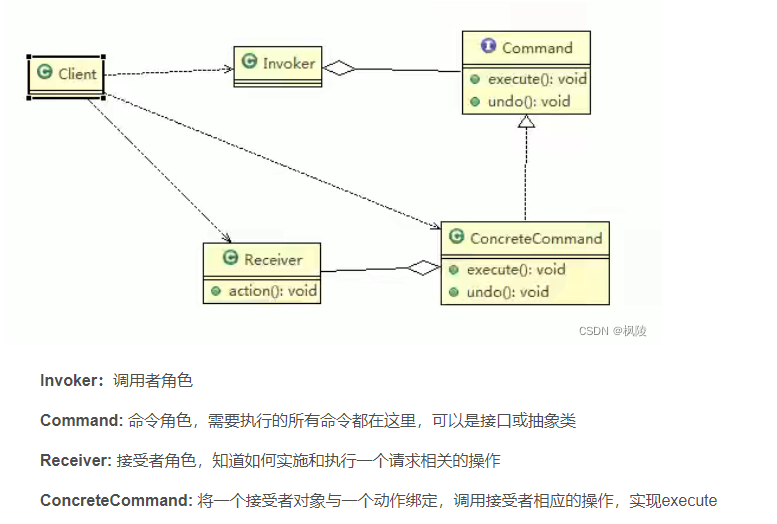 Client
Invoker
Command
execute(): void
undo(): void
Receiver
action(): void
ConcreteCommand
execute(): void
undo(): void
CSDN @枫陵
Invoker：调用者角色
Command: 命令角色，需要执行的所有命令都在这里，可以是接口或抽象类
Receiver: 接受者角色，知道如何实施和执行一个请求相关的操作
ConcreteCommand: 将一个接受者对象与一个动作绑定，调用接受者相应的操作，实现execute